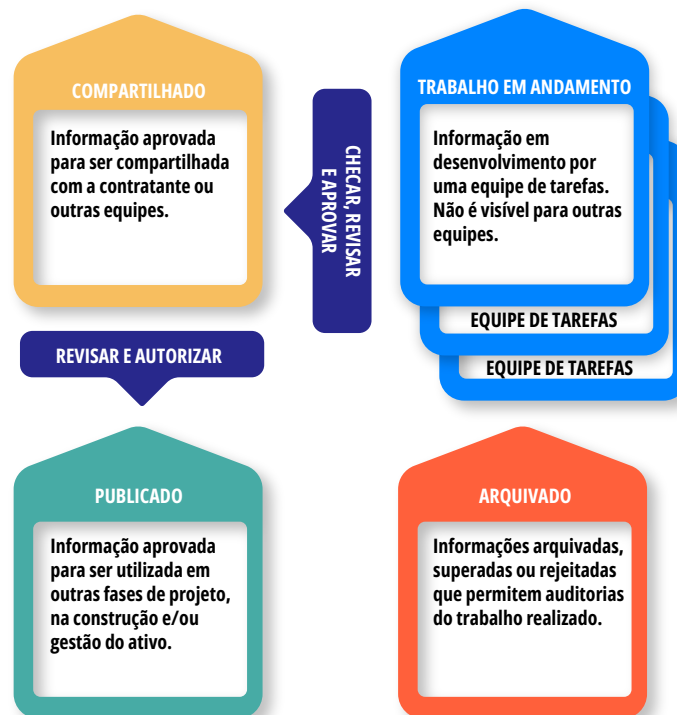 COMPARTILHADO
Informação aprovada
para ser compartilhada
com a contratante ou
outras equipes.
CHECAR, REVISAR
E APROVAR
TRABALHO EM ANDAMENTO
Informação em
desenvolvimento por
uma equipe de tarefas.
Não é visível para outras
equipes.
EQUIPE DE TAREFAS
EQUIPE DE TAREFAS
REVISAR E AUTORIZAR
PUBLICADO
Informação aprovada
para ser utilizada em
outras fases de projeto,
na construção e/ou
gestão do ativo.
ARQUIVADO
Informações arquivadas,
superadas ou rejeitadas
que permitem auditorias
do trabalho realizado.